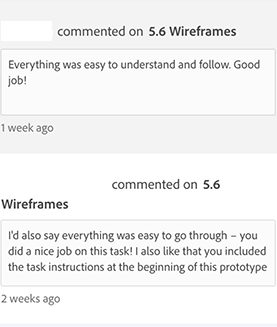 commented on 5.6 Wireframes
Everything was easy to understand and follow. Good
job!
1 week ago
commented on 5.6
Wireframes
I'd also say everything was easy to go through – you
did a nice job on this task! I also like that you included
the task instructions at the beginning of this prototype
2 weeks ago